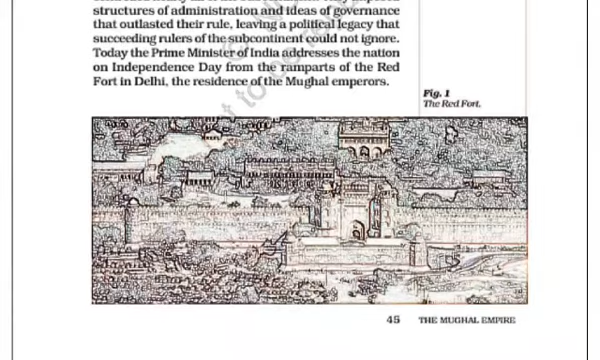 structures of administration and ideas of governance
that outlasted their rule, leaving a political legacy that
succeeding rulers of the subcontinent could not ignore.
Today the Prime Minister of India addresses the nation
on Independence Day from the ramparts of the Red
Fort in Delhi, the residence of the Mughal emperors.
Fig. 1
The Red Fort.
45 THE MUGHAL EMPIRE